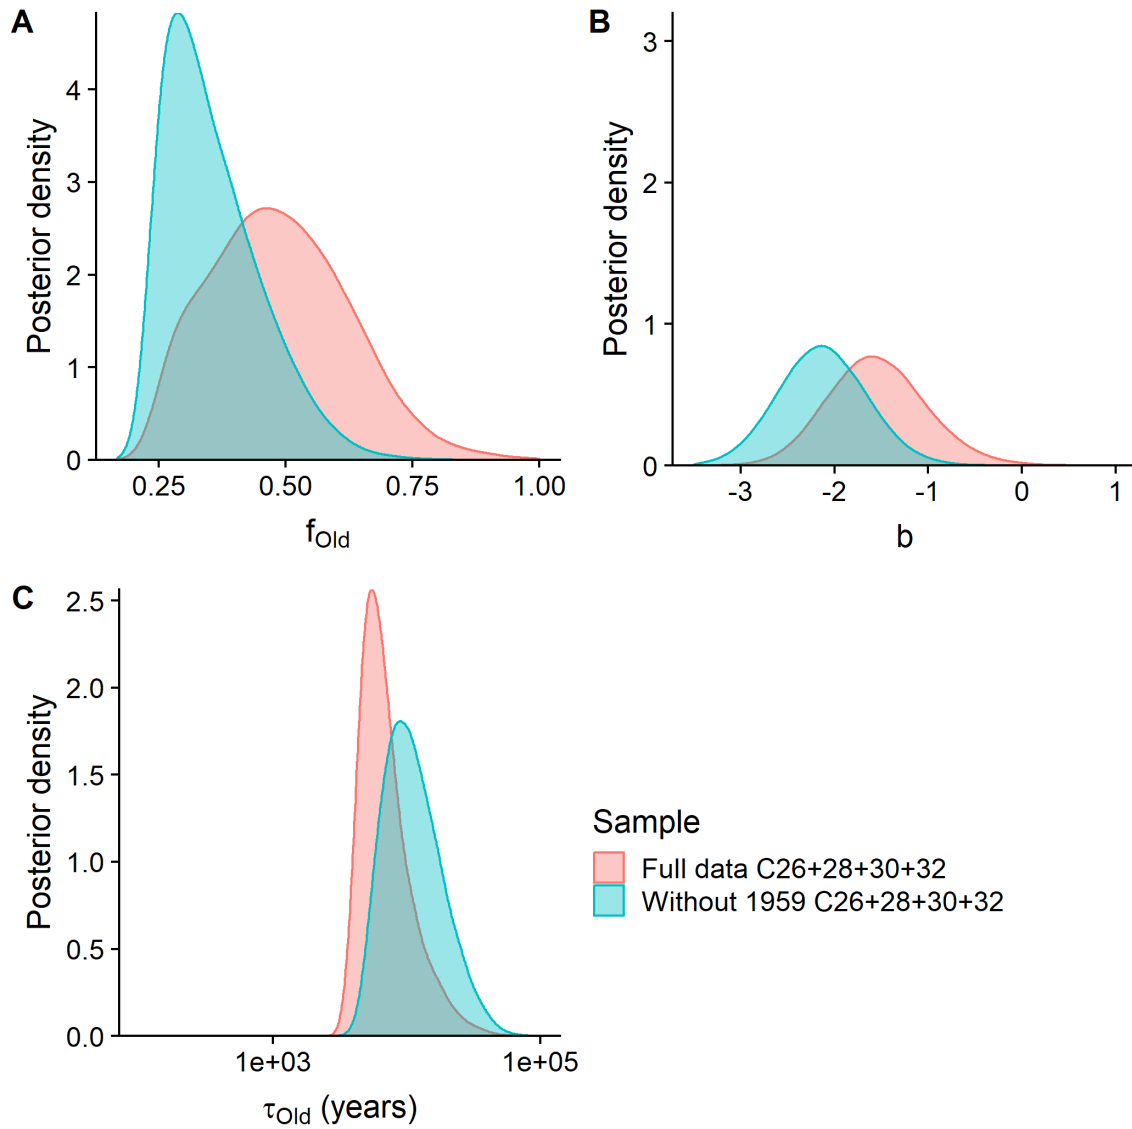 A
Posterior density
4
3
2
1
0
0.25 0.50 0.75 1.00
fOld
B
Posterior density
3
2
1
0
-3 -2 -1 0 1
b
C
Posterior density
2.5
2.0
1.5
1.0
0.5
0.0
1e+03 1e+05
τOld (years)
Sample
Full data C26+28+30+32
Without 1959 C26+28+30+32